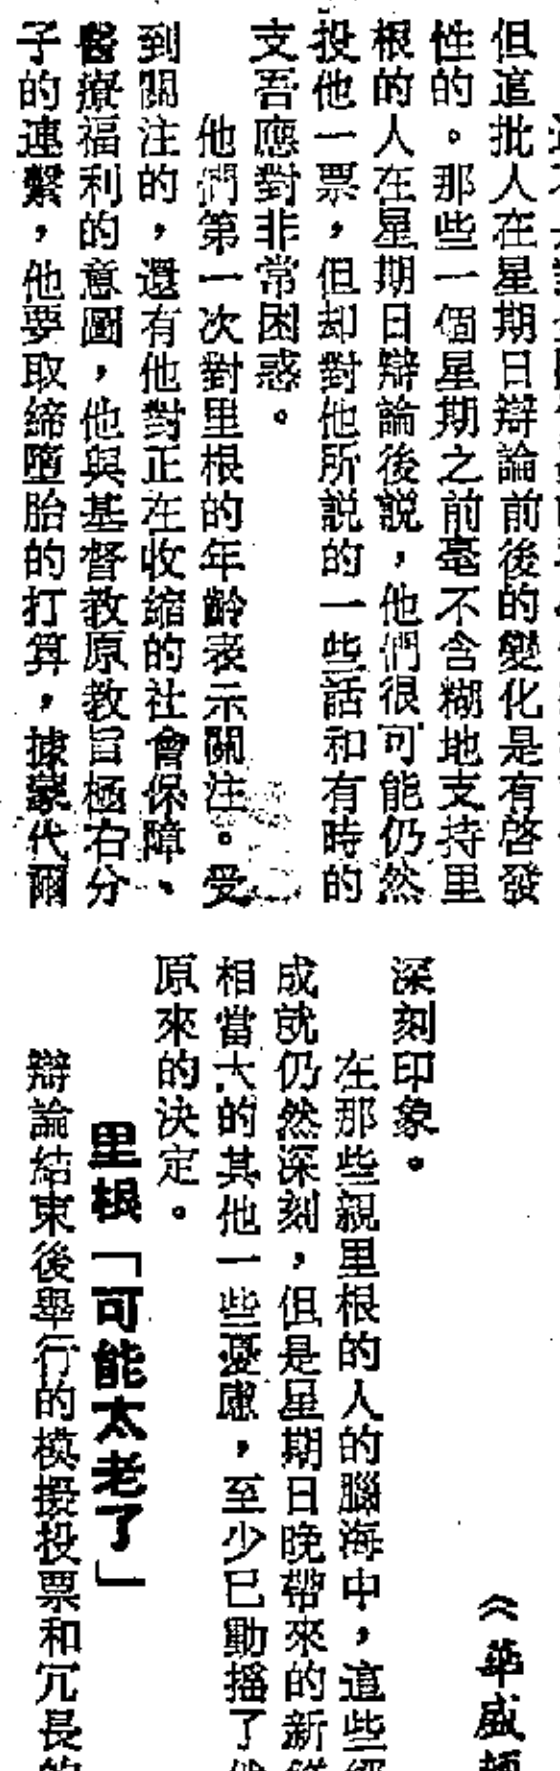 但這批人在星期日辯論前後的變化是有啓發
性的。那些一個星期之前毫不含糊地支持里
根的人在星期日辯論後説，他們很可能仍然
投他一票，但却對他所説的一些話和有時的
支吾應對非常困惑。
他們第一次對里根的年齡表示關注。受
到關注的，還有他對正在收縮的社會保障、
醫療福利的意圖，他與基督教原教旨極右分
子的連繫，他要取締墮胎的打算，據蒙代爾
《華盛頓
深刻印象。
在那些親里根的人的腦海中，這些
成就仍然深刻，但是星期日晚帶來的新
相當大的其他一些憂慮，至少已動搖了
原來的決定。
里根「可能太老了」
辯論結束後舉行的模擬投票和冗長的